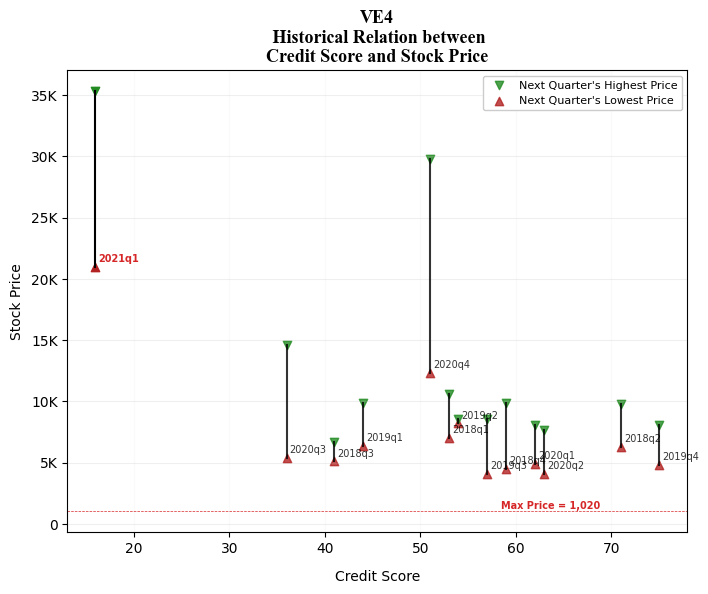 VE4
Historical Relation between
Credit Score and Stock Price
Next Quarter's Highest Price
Next Quarter's Lowest Price
Stock Price
35K
30K
25K
20K
15K
10K
5K
0
2021q1
2020q4
2019q2
2018q1
2019q1
2018q2
2020q3
2018q3
2018q4
2019q3
2020q1
2020q2
2019q4
Max Price = 1,020
20
30
40
50
60
70
Credit Score